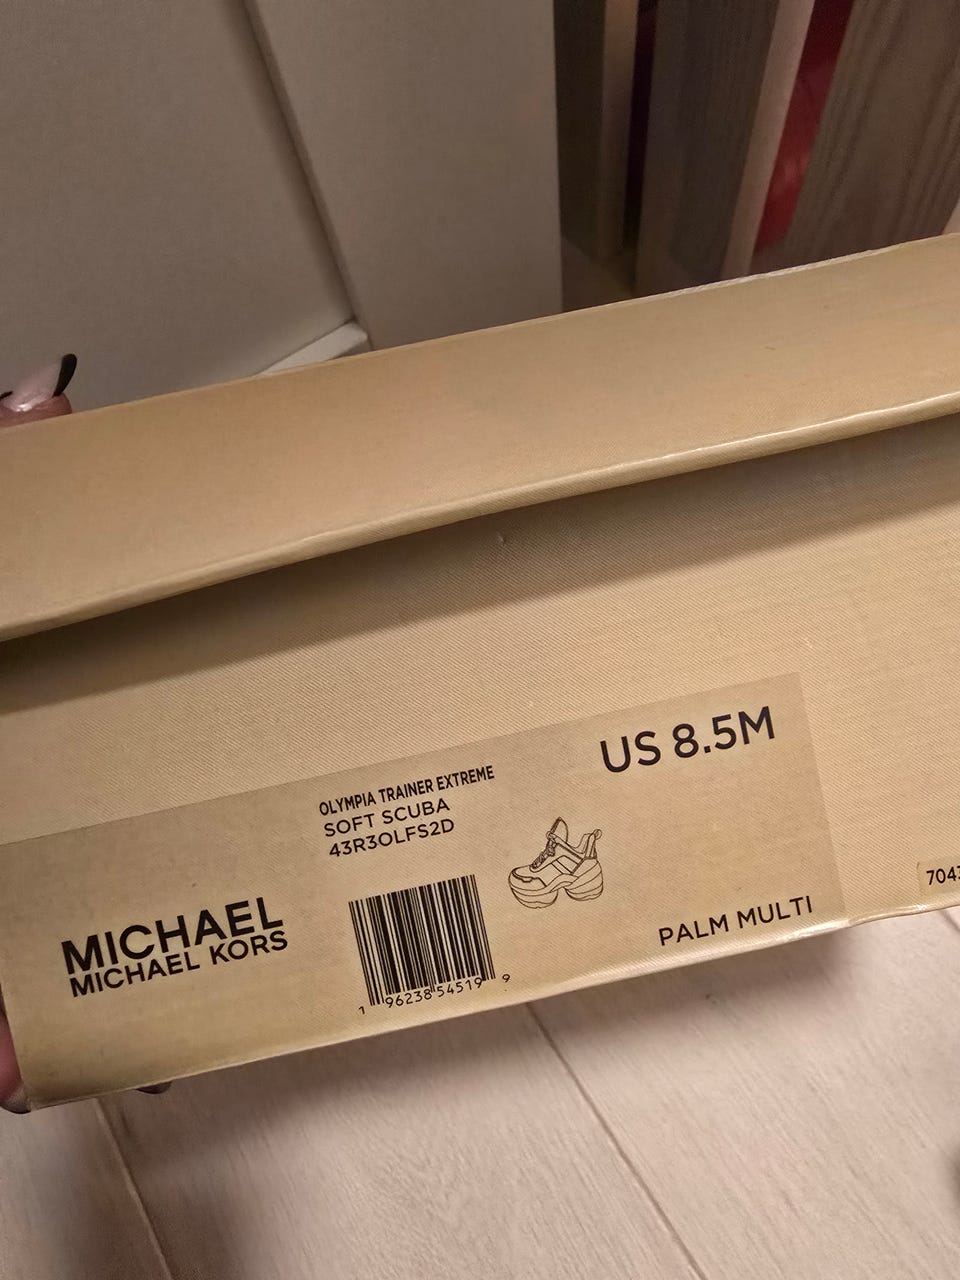 US 8.5M
OLYMPIA TRAINER EXTREME
SOFT SCUBA
43R3OLFS2D
MICHAEL
MICHAEL KORS
1 96238 54519 9
PALM MULTI